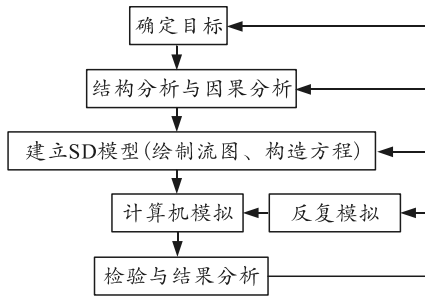 确定目标
结构分析与因果分析
建立SD模型(绘制流图、构造方程)
计算机模拟
反复模拟
检验与结果分析